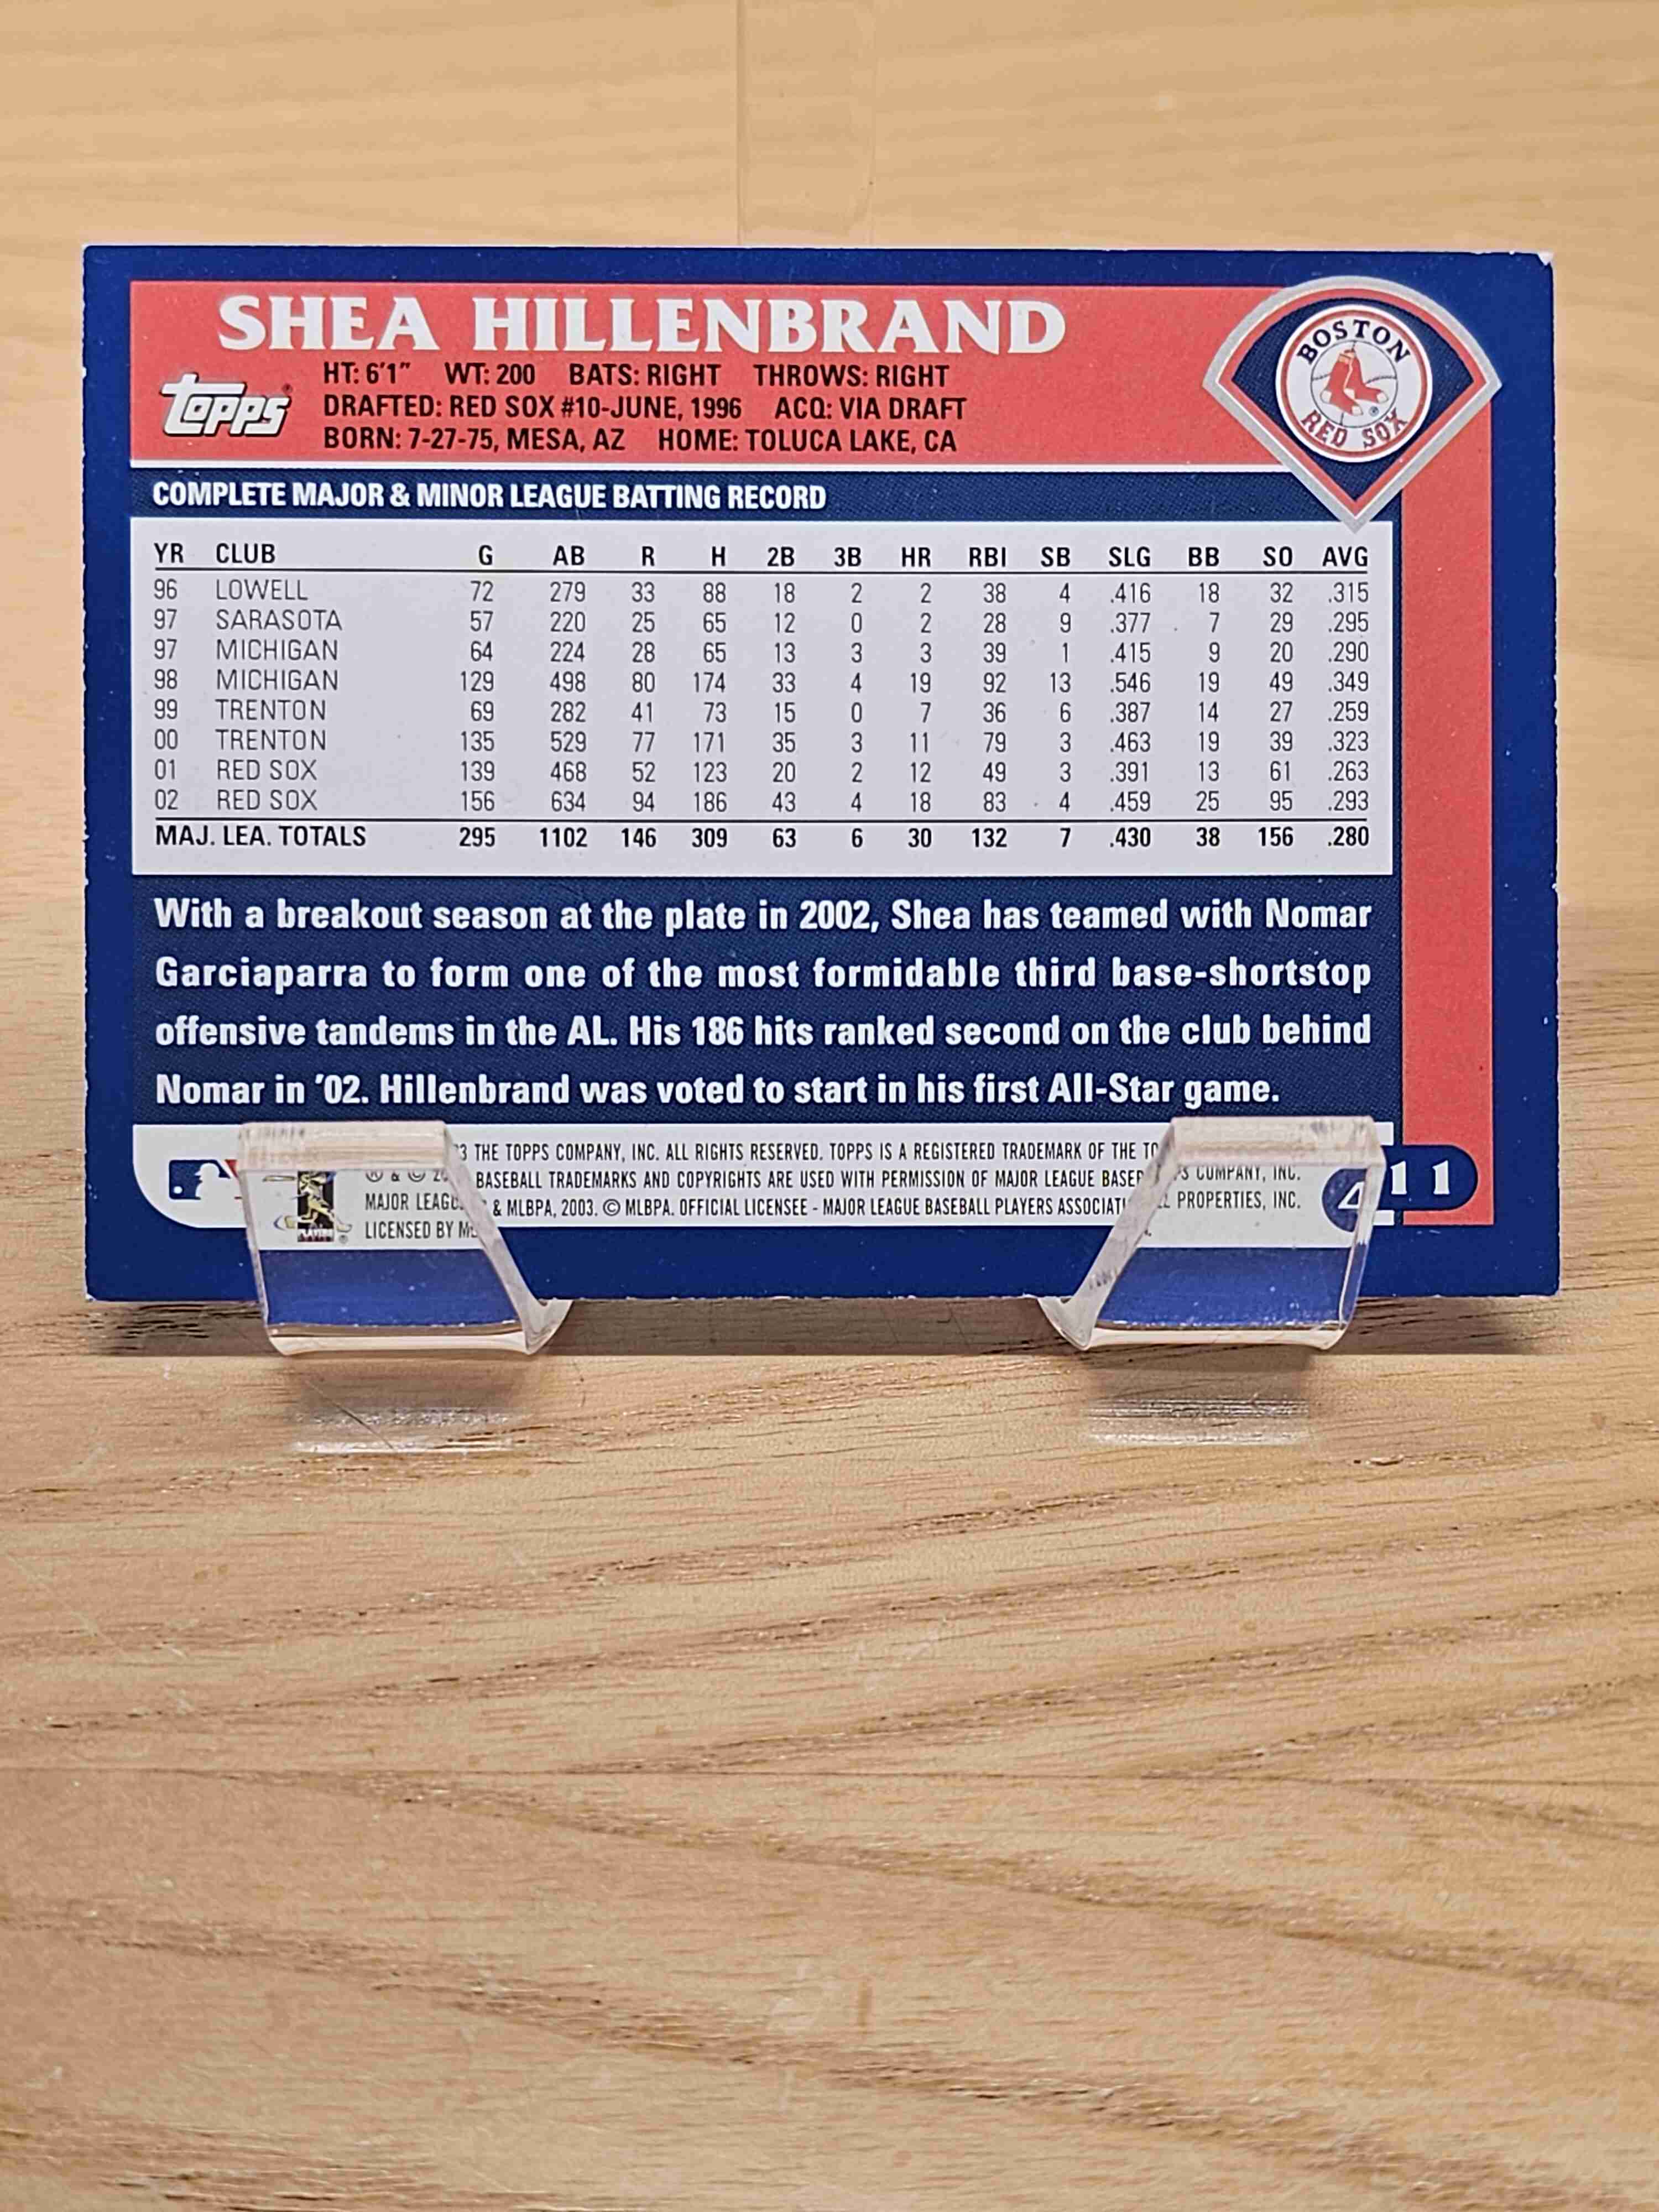 SHEA HILLENBRAND
topps®
HT: 6'1" WT: 200 BATS: RIGHT THROWS: RIGHT
DRAFTED: RED SOX #10-JUNE, 1996 ACQ: VIA DRAFT
BORN: 7-27-75, MESA, AZ HOME: TOLUCA LAKE, CA
BOSTON
RED SOX
COMPLETE MAJOR & MINOR LEAGUE BATTING RECORD
YR CLUB G AB R H 2B 3B HR RBI SB SLG BB SO AVG
96 LOWELL 72 279 33 88 18 2 2 38 4 .416 18 32 .315
97 SARASOTA 57 220 25 65 12 0 2 28 9 .377 7 29 .295
97 MICHIGAN 64 224 28 65 13 3 3 39 1 .415 9 20 .290
98 MICHIGAN 129 498 80 174 33 4 19 92 13 .546 19 49 .349
99 TRENTON 69 282 41 73 15 0 7 36 6 .387 14 27 .259
00 TRENTON 135 529 77 171 35 3 11 79 3 .463 19 39 .323
01 RED SOX 139 468 52 123 20 2 12 49 3 .391 13 61 .263
02 RED SOX 156 634 94 186 43 4 18 83 4 .459 25 95 .293
MAJ. LEA. TOTALS 295 1102 146 309 63 6 30 132 7 .430 38 156 .280
With a breakout season at the plate in 2002, Shea has teamed with Nomar
Garciaparra to form one of the most formidable third base-shortstop
offensive tandems in the AL. His 186 hits ranked second on the club behind
Nomar in '02. Hillenbrand was voted to start in his first All-Star game.
THE TOPPS COMPANY, INC. ALL RIGHTS RESERVED. TOPPS IS A REGISTERED TRADEMARK OF THE COMPANY, INC.
® & © BASEBALL TRADEMARKS AND COPYRIGHTS ARE USED WITH PERMISSION OF MAJOR LEAGUE PROPERTIES, INC.
MAJOR & MLBPA, 2003. © MLBPA. OFFICIAL LICENSEE - MAJOR LEAGUE BASEBALL PLAYERS
LICENSED BY
411